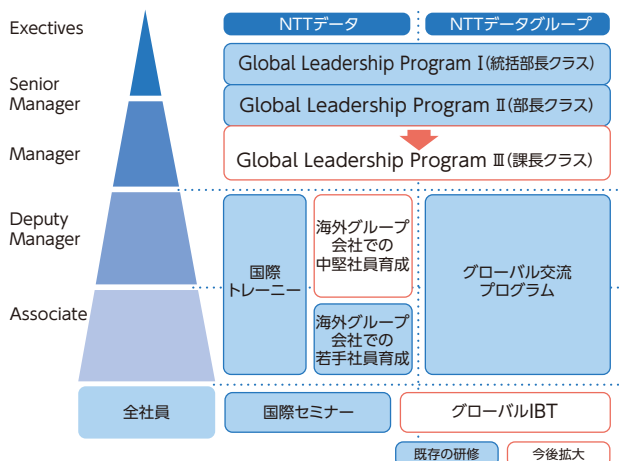 Exectives
NTTデータ
NTTデータグループ
Global Leadership Program Ⅰ(統括部長クラス)
Senior
Manager
Global Leadership Program Ⅱ(部長クラス)
Manager
Global Leadership Program Ⅲ(課長クラス)
Deputy
Manager
国際
トレーニー
海外グループ
会社での
中堅社員育成
グローバル交流
プログラム
Associate
海外グループ
会社での
若手社員育成
全社員
国際セミナー
グローバルIBT
既存の研修
今後拡大